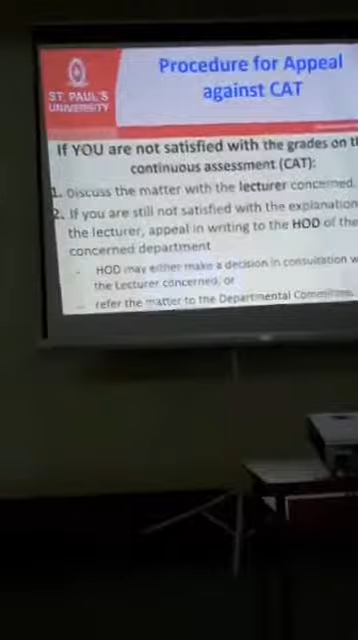 ST. PAUL'S
UNIVERSITY
Procedure for Appeal
against CAT
If YOU are not satisfied with the grades on
continuous assessment (CAT):
1. Discuss the matter with the lecturer concerned.
2. If you are still not satisfied with the explanation
the lecturer, appeal in writing to the HOD of the
concerned department
- HOD may either make a decision in consultation
the Lecturer concerned; or
- refer the matter to the Departmental Committee,